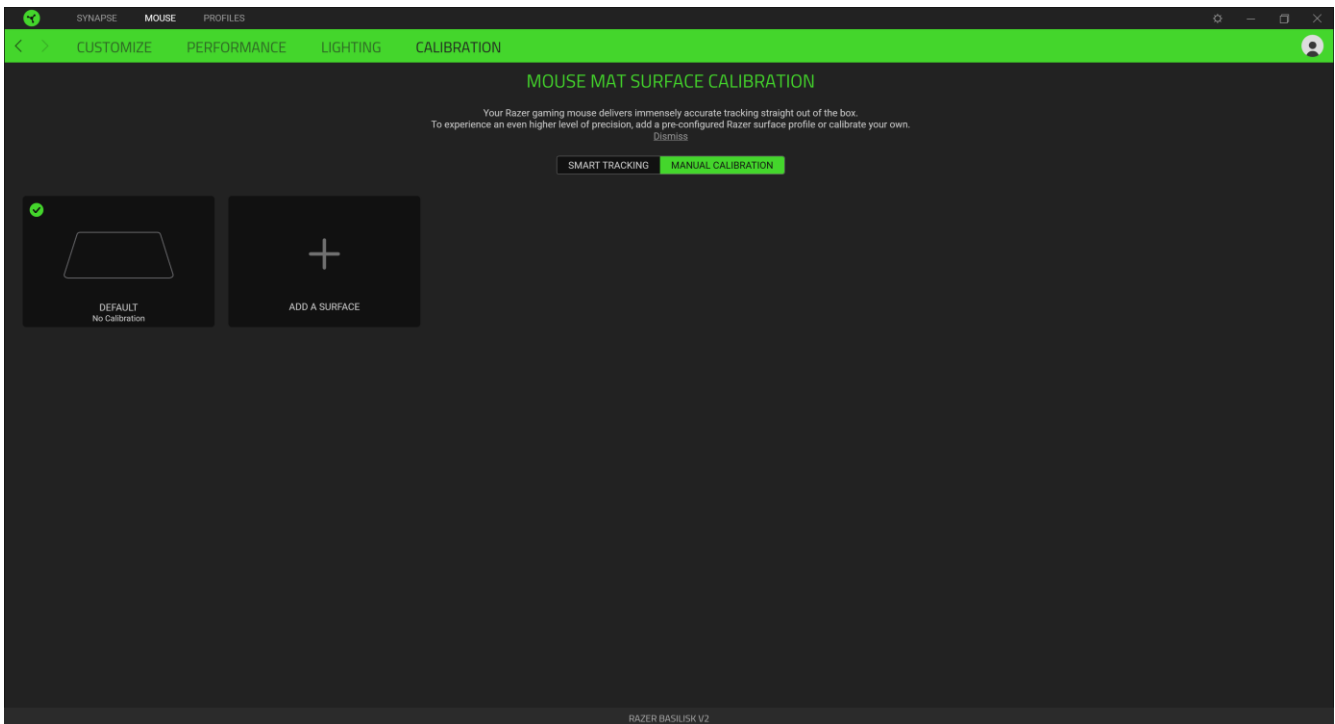 SYNAPSE MOUSE PROFILES
CUSTOMIZE PERFORMANCE LIGHTING CALIBRATION
MOUSE MAT SURFACE CALIBRATION
Your Razer gaming mouse delivers immensely accurate tracking straight out of the box.
To experience an even higher level of precision, add a pre-configured Razer surface profile or calibrate your own.
Dismiss
SMART TRACKING MANUAL CALIBRATION
DEFAULT
No Calibration
ADD A SURFACE
RAZER BASILISK V2